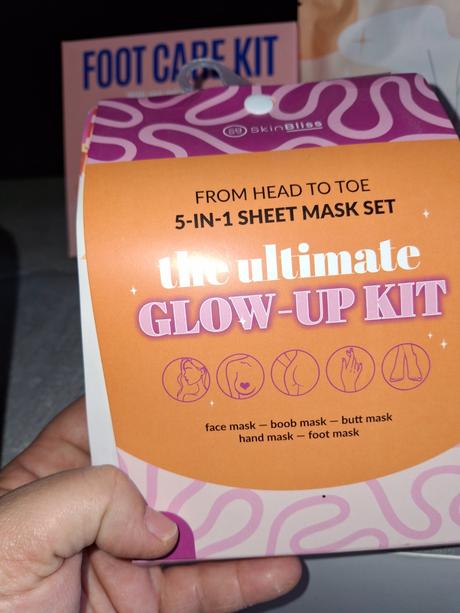 FOOT CARE KIT
SkinBliss
FROM HEAD TO TOE
5-IN-1 SHEET MASK SET
the ultimate
GLOW-UP KIT
face mask — boob mask — butt mask
hand mask — foot mask